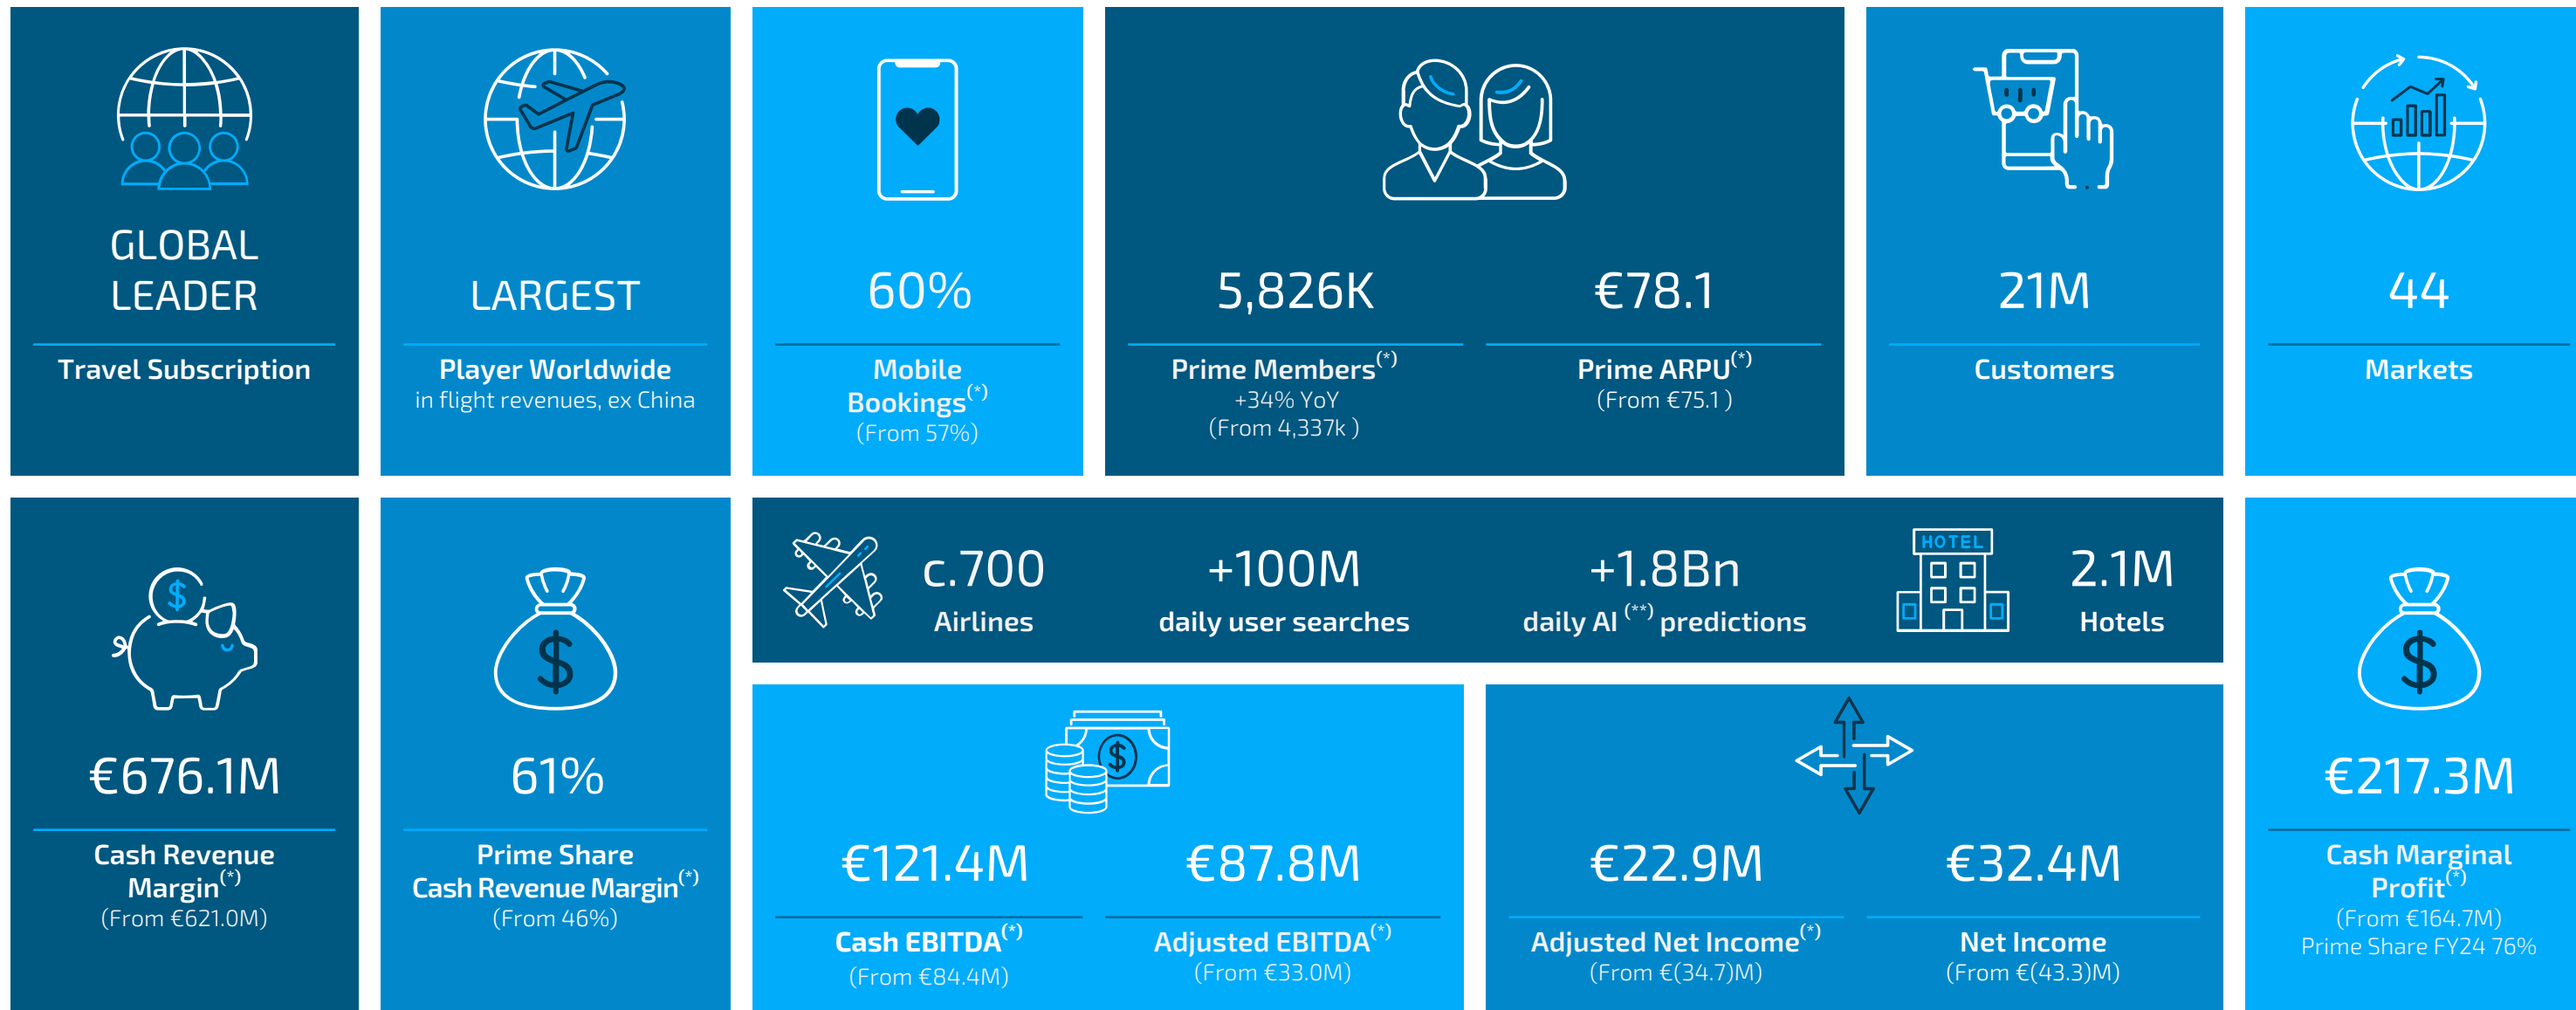 GLOBAL
LEADER
Travel Subscription
LARGEST
Player Worldwide
in flight revenues, ex China
60%
Mobile
Bookings(*)
(From 57%)
5,826K
Prime Members(*)
+34% YoY
(From 4,337k )
€78.1
Prime ARPU(*)
(From €75.1 )
21M
Customers
44
Markets
$
€676.1M
Cash Revenue
Margin(*)
(From €621.0M)
$
61%
Prime Share
Cash Revenue Margin(*)
(From 46%)
c.700
Airlines
+100M
daily user searches
+1.8Bn
daily AI (**) predictions
HOTEL
2.1M
Hotels
$
€121.4M
Cash EBITDA(*)
(From €84.4M)
€87.8M
Adjusted EBITDA(*)
(From €33.0M)
€22.9M
Adjusted Net Income(*)
(From €(34.7)M)
€32.4M
Net Income
(From €(43.3)M)
$
€217.3M
Cash Marginal
Profit(*)
(From €164.7M)
Prime Share FY24 76%